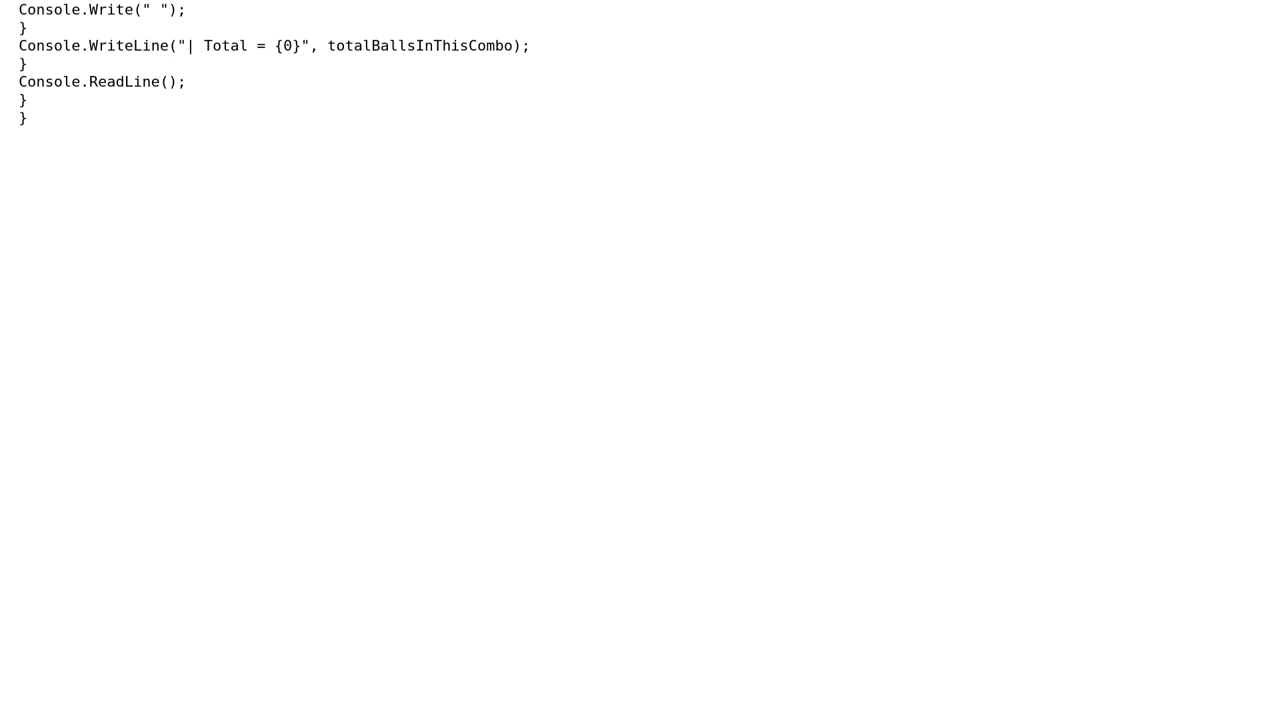 Console.Write(" ");
}
Console.WriteLine("| Total = {0}", totalBallsInThisCombo);
}
Console.ReadLine();
}
}